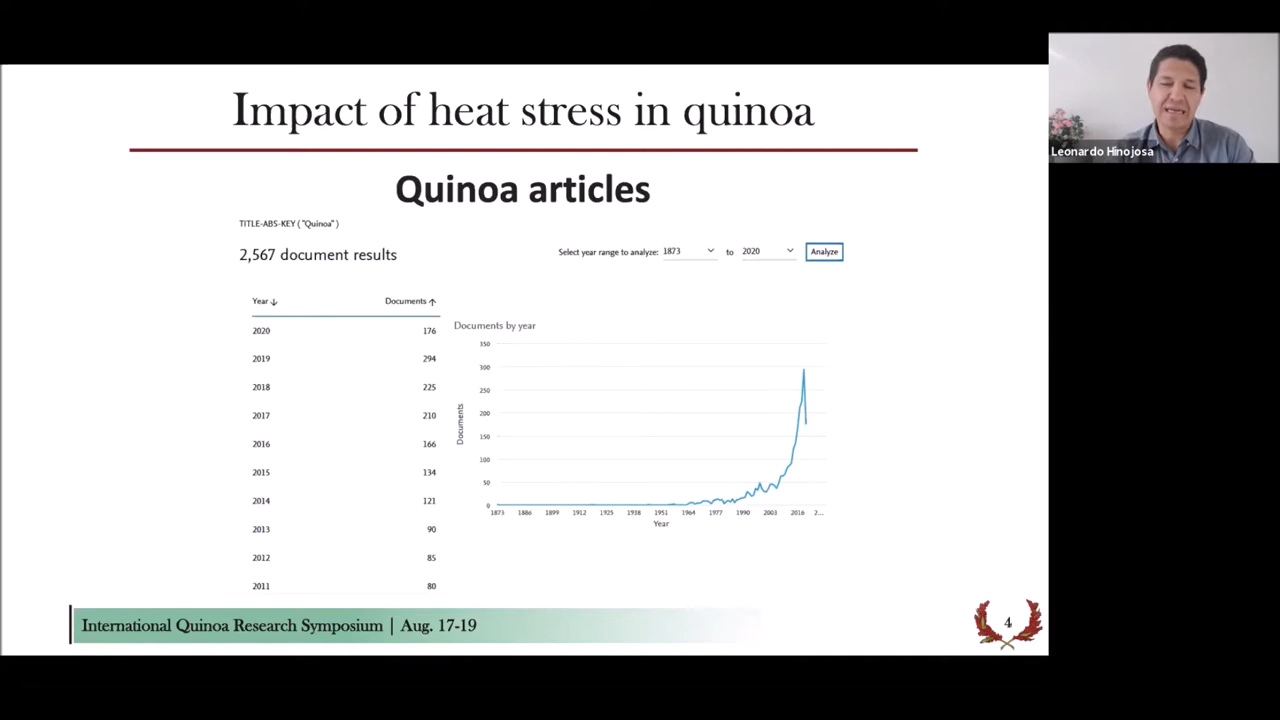 Impact of heat stress in quinoa
Leonardo Hinojosa
Quinoa articles
TITLE-ABS-KEY ( "Quinoa" )
2,567 document results
Select year range to analyze: 1873 to 2020 Analyze
Year Documents
2020 176
2019 294
2018 225
2017 210
2016 166
2015 134
2014 121
2013 90
2012 85
2011 80
Documents by year
350
300
250
200
150
100
50
0
Documents
1873 1886 1899 1912 1925 1938 1951 1964 1977 1990 2003 2016 2...
Year
International Quinoa Research Symposium | Aug. 17-19
4